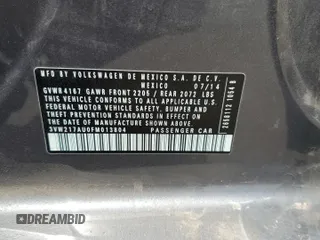 MFD BY VOLKSWAGEN DE MEXICO S.A. DE C.V.
MEXICO 07/14
GVWR 4167 GAWR FRONT 2205 / REAR 2072 LBS
THIS VEHICLE CONFORMS TO ALL APPLICABLE U.S.
FEDERAL MOTOR VEHICLE SAFETY, BUMPER, AND
THEFT PREVENTION STANDARDS IN EFFECT ON THE
DATE OF MANUFACTURE SHOWN ABOVE.
3VW217AU0FM013804 PASSENGER CAR
DREAMBID